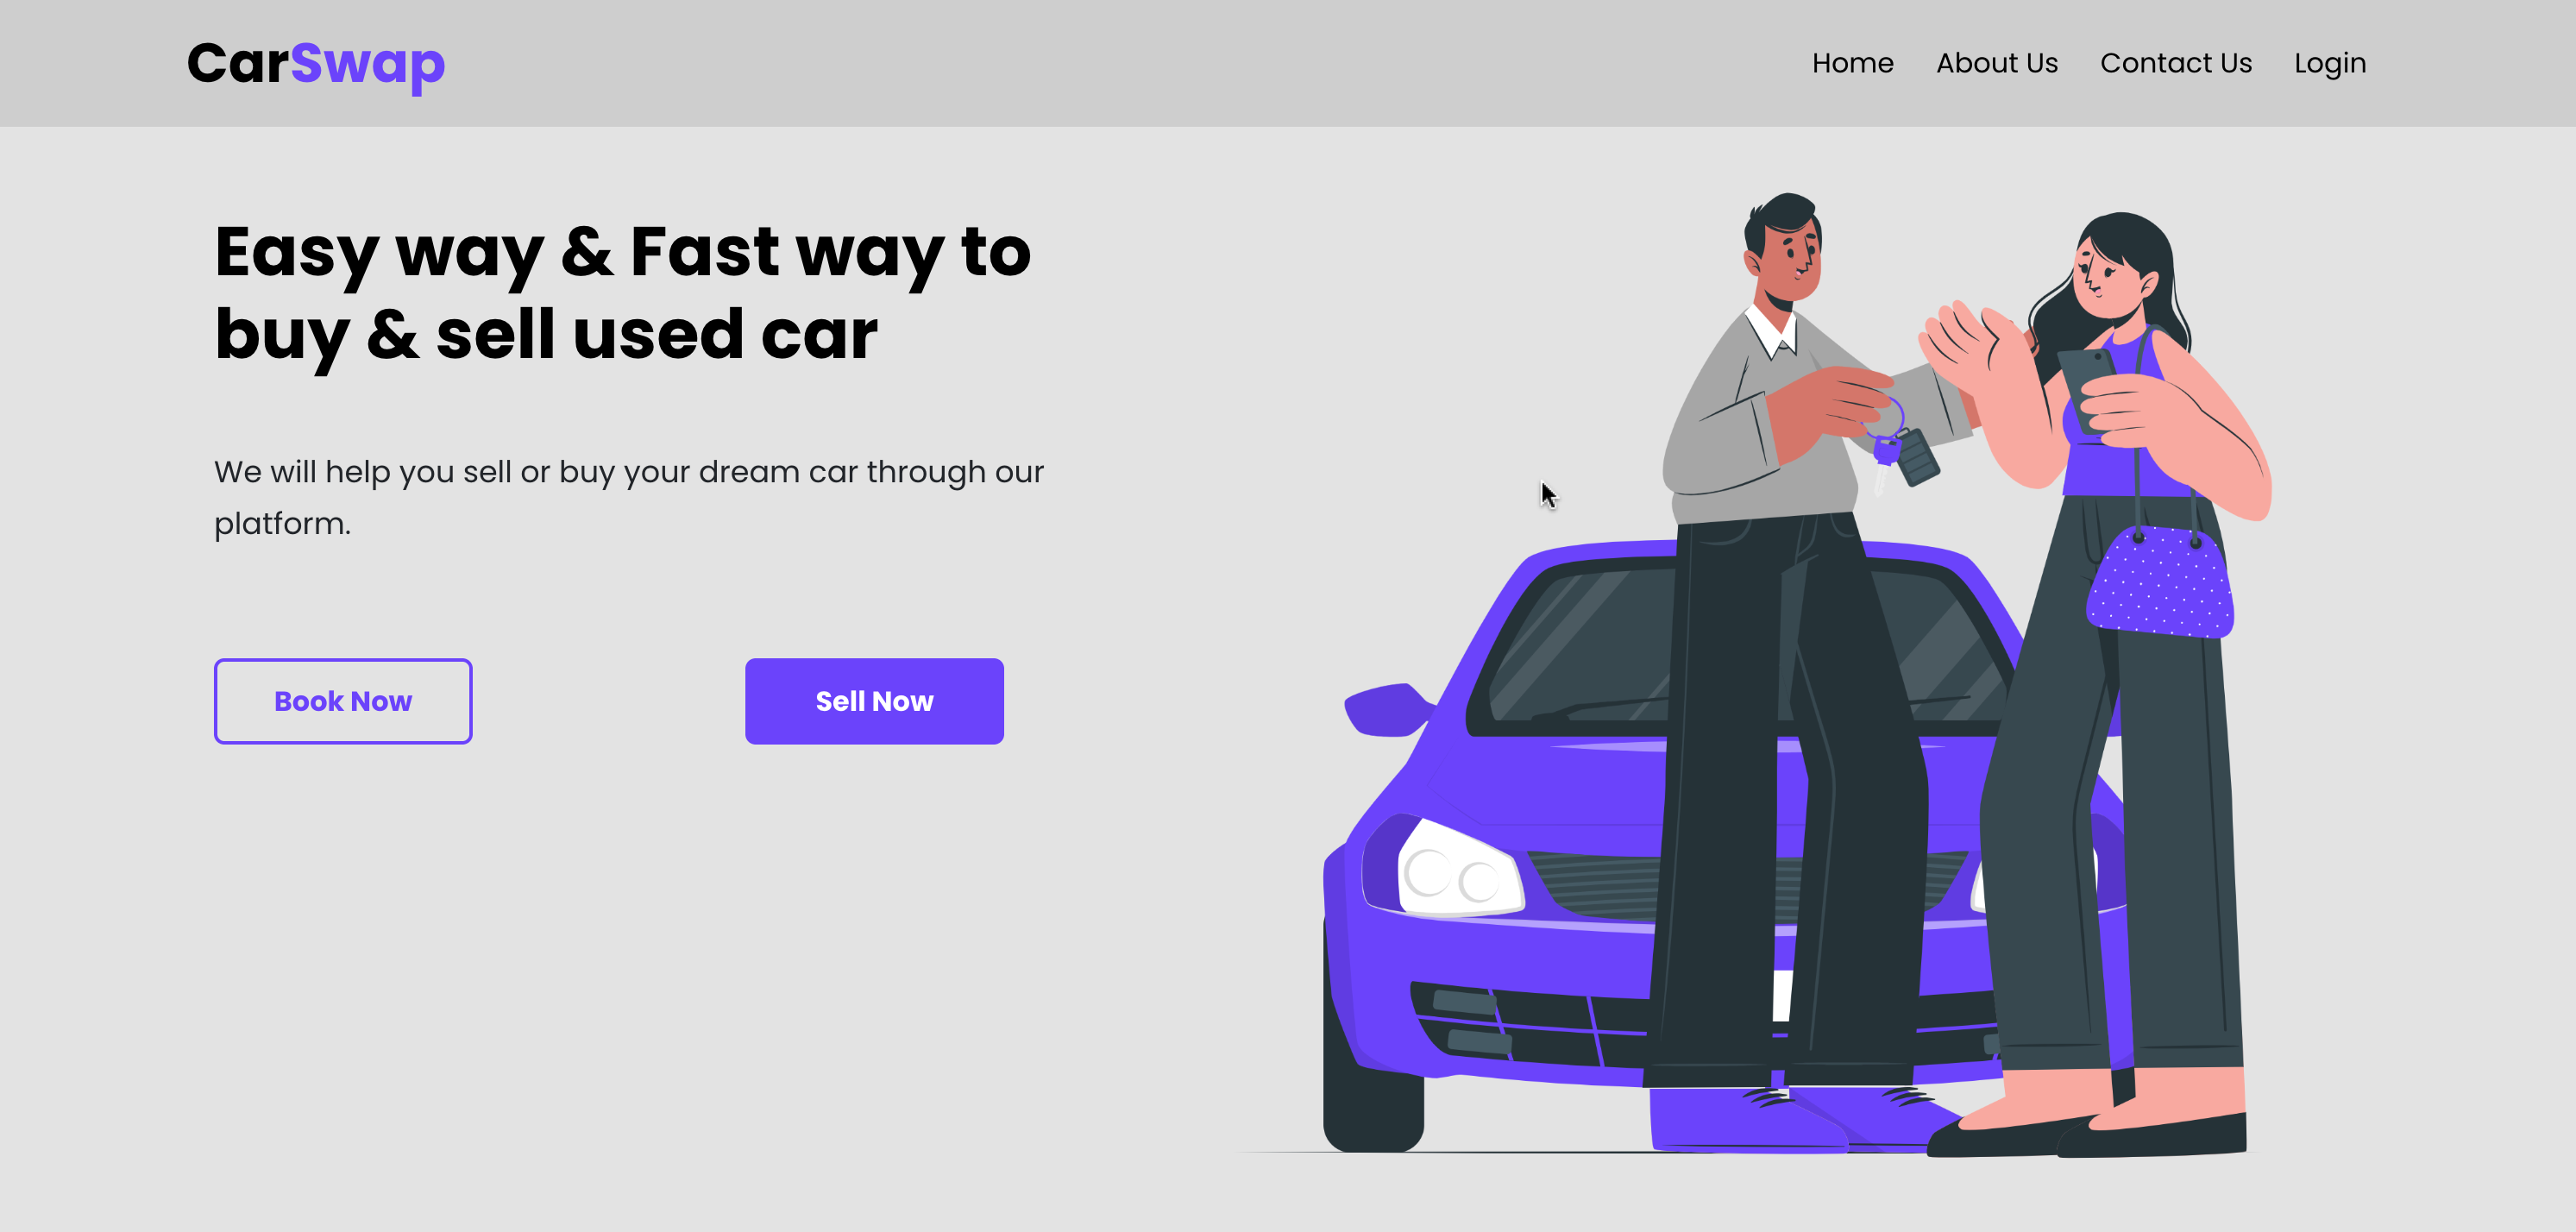 CarSwap
Home About Us Contact Us Login
Easy way & Fast way to
buy & sell used car
We will help you sell or buy your dream car through our
platform.
Book Now
Sell Now